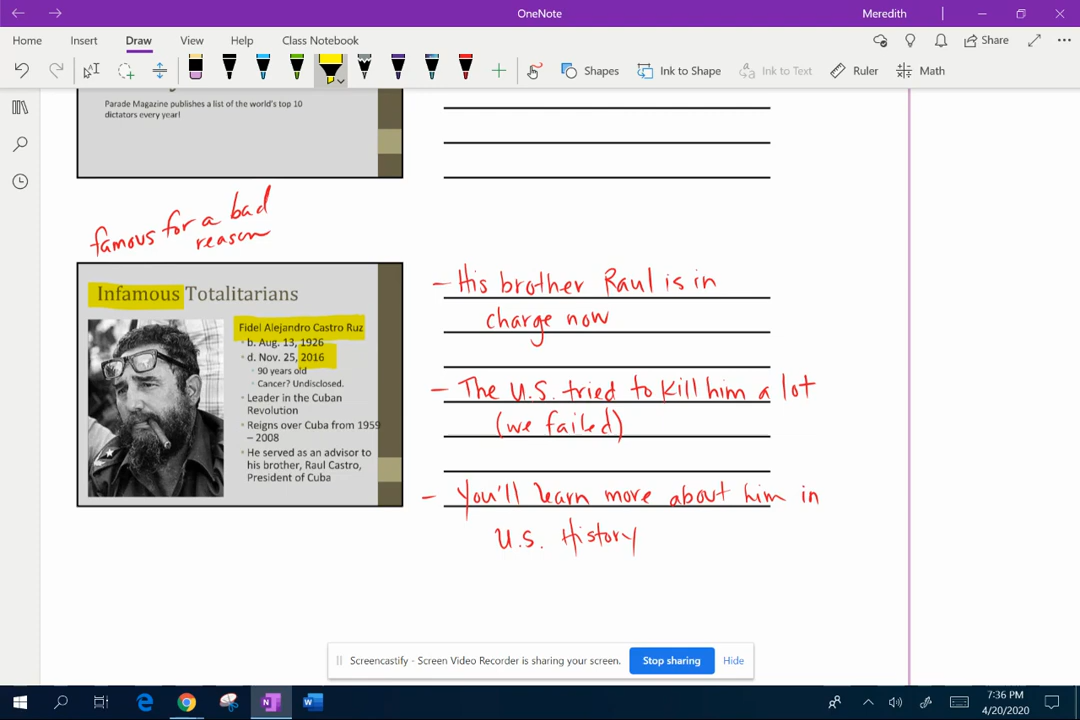 OneNote
Meredith
Home Insert Draw View Help Class Notebook Share
Shapes Ink to Shape Ink to Text Ruler Math
Parade Magazine publishes a list of the world's top 10
dictators every year!
famous for a bad
reason
Infamous Totalitarians
Fidel Alejandro Castro Ruz
• b. Aug. 13, 1926
• d. Nov. 25, 2016
• 90 years old
• Cancer? Undisclosed.
• Leader in the Cuban
Revolution
• Reigns over Cuba from 1959
– 2008
• He served as an advisor to
his brother, Raul Castro,
President of Cuba
- His brother Raul is in
charge now
- The U.S. tried to kill him a lot
(we failed)
- You'll learn more about him in
U.S. History
Screencastify - Screen Video Recorder is sharing your screen. Stop sharing Hide
7:36 PM
4/20/2020